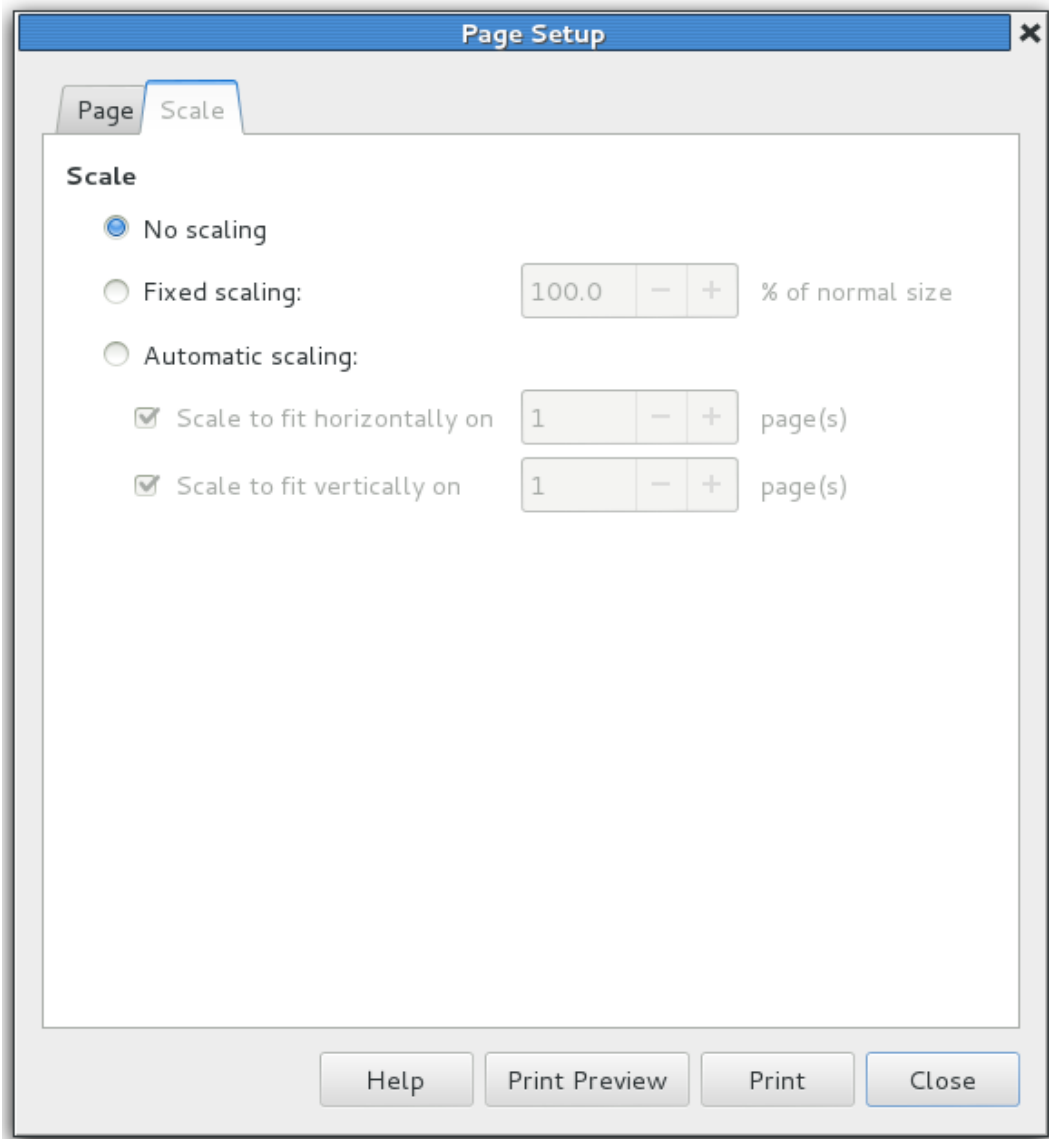 Page Setup
Page Scale
Scale
No scaling
Fixed scaling: 100.0 − + % of normal size
Automatic scaling:
Scale to fit horizontally on 1 − + page(s)
Scale to fit vertically on 1 − + page(s)
Help Print Preview Print Close